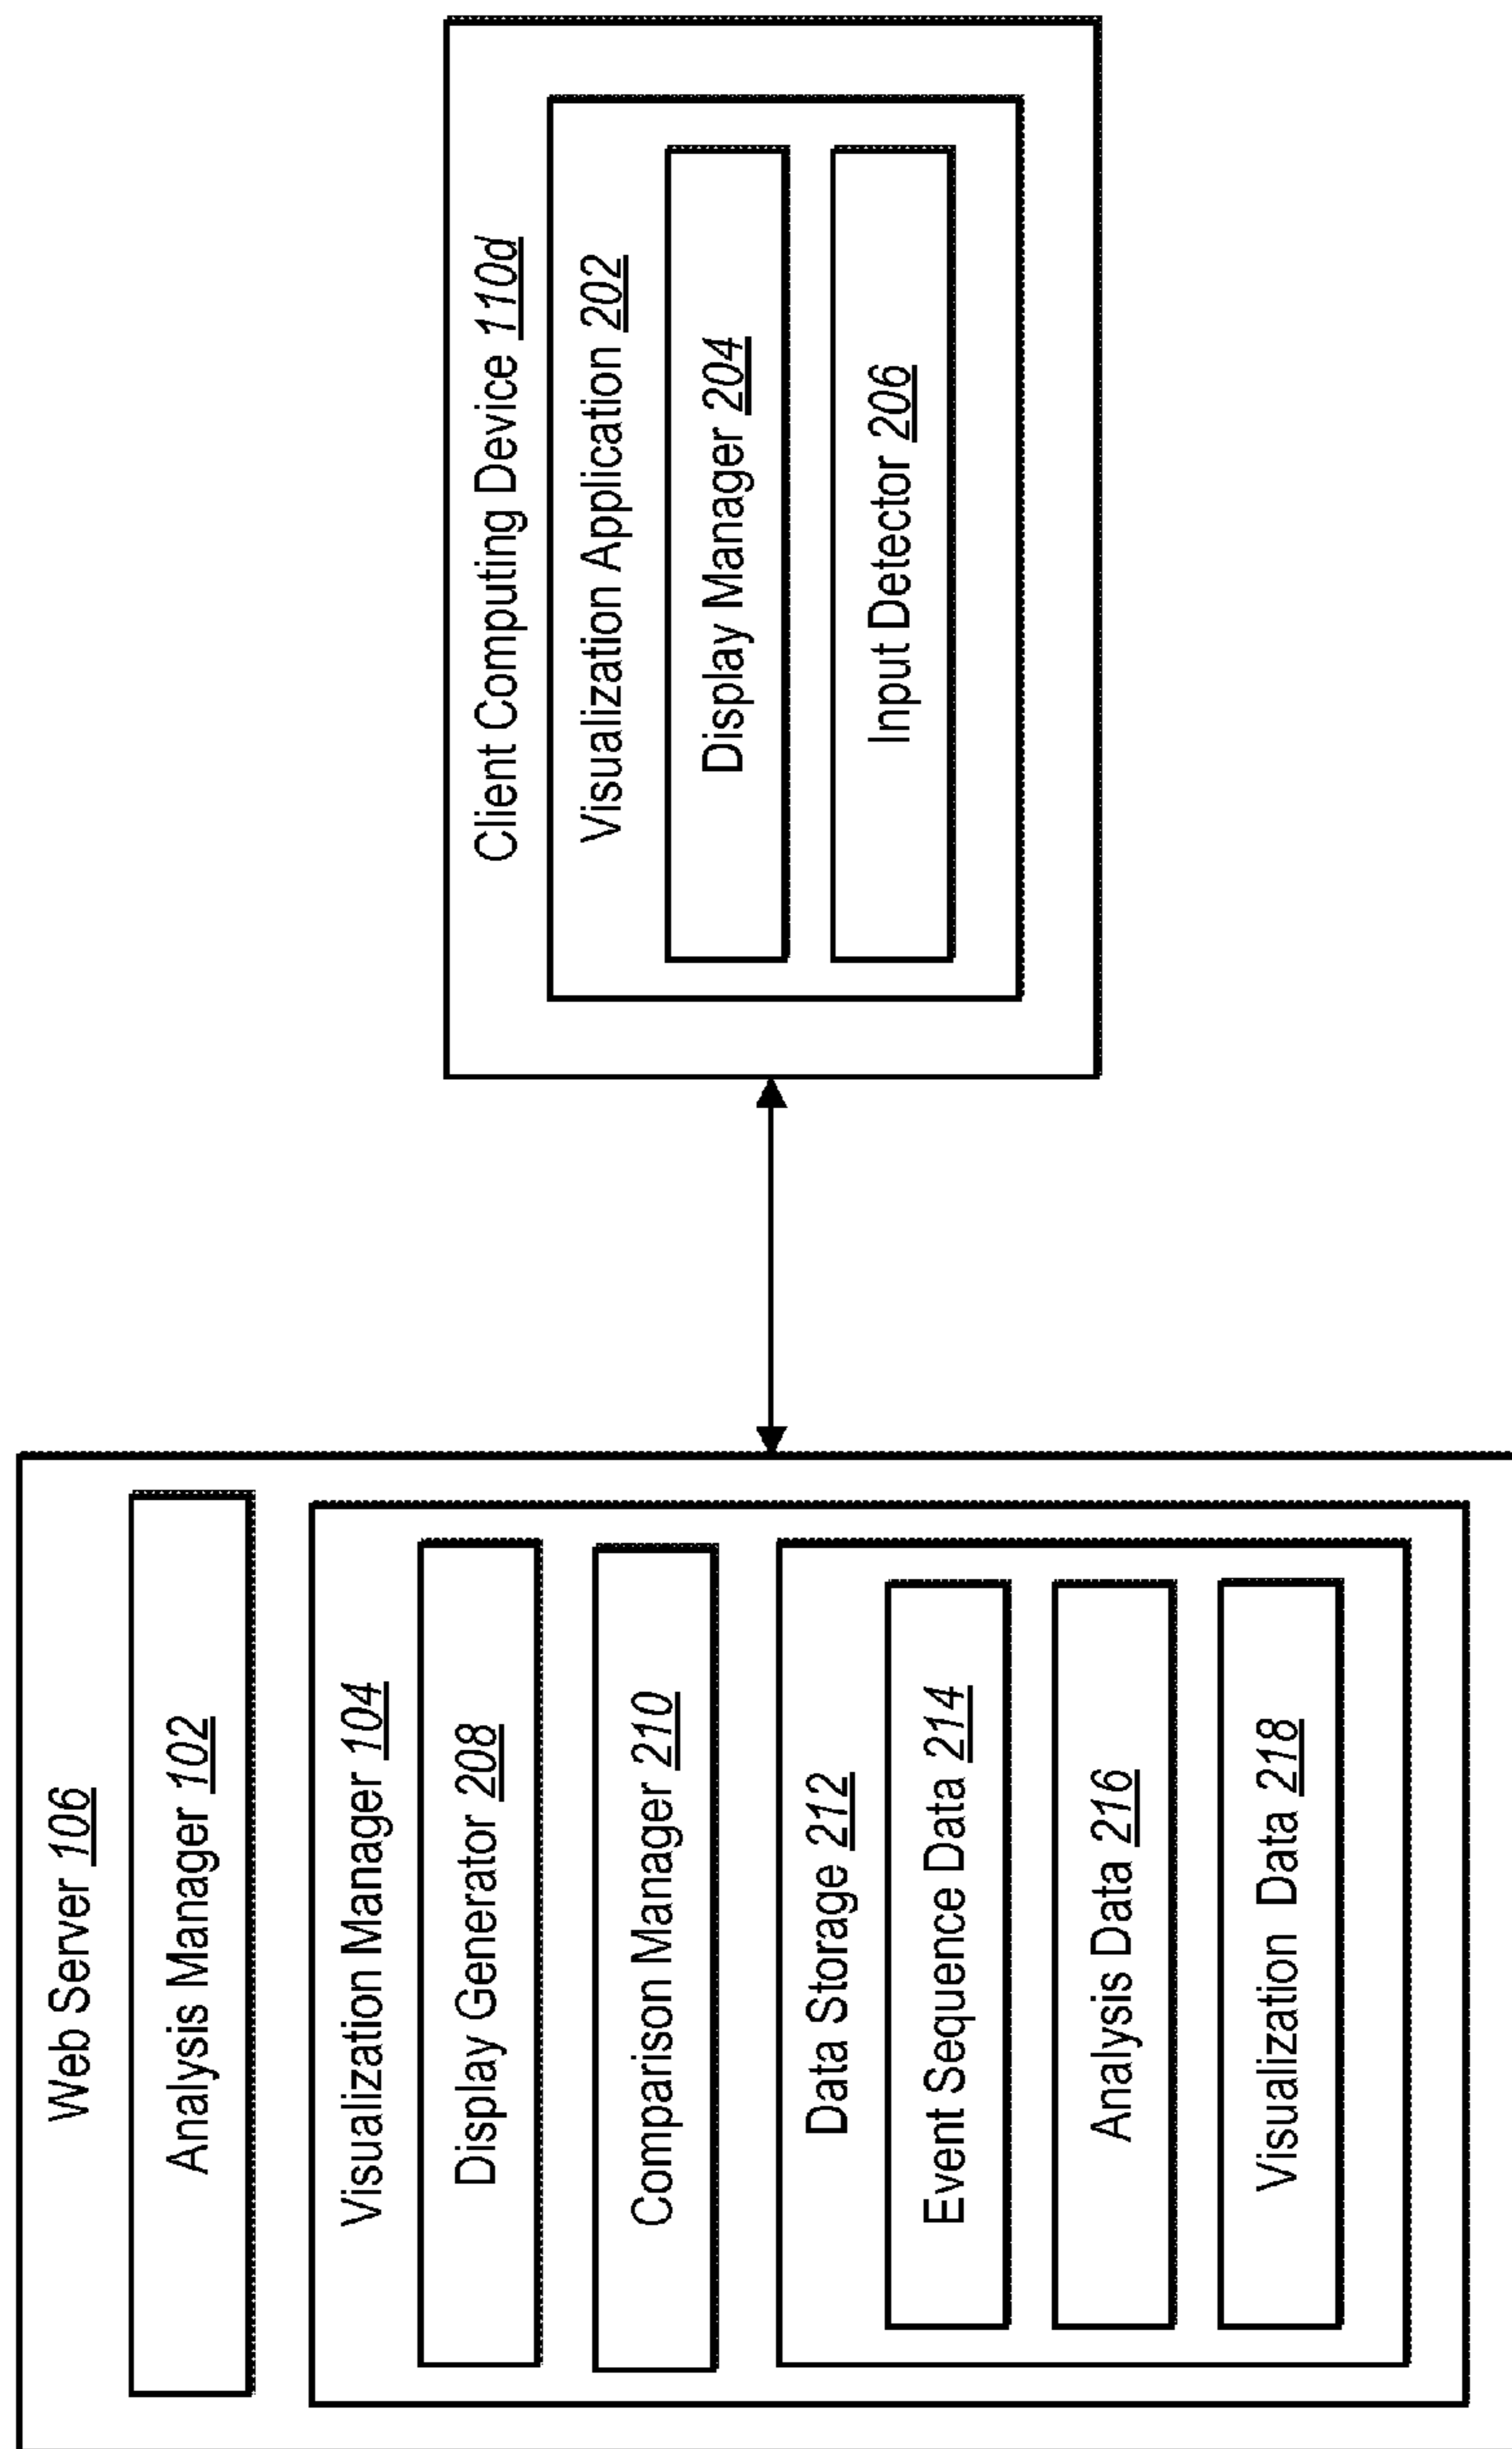 Web Server 106
Analysis Manager 102
Visualization Manager 104
Display Generator 208
Comparison Manager 210
Data Storage 212
Event Sequence Data 214
Analysis Data 216
Visualization Data 218
Client Computing Device 110d
Visualization Application 202
Display Manager 204
Input Detector 206